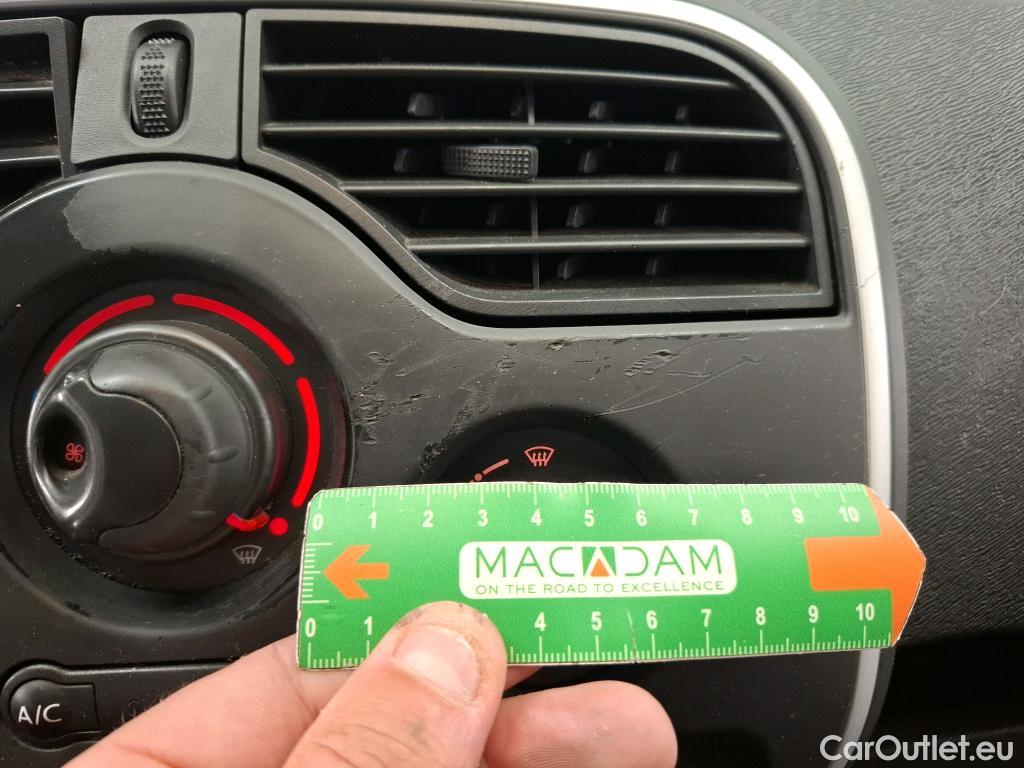 0 1 2 3 4 5 6 7 8 9 10
MACADAM
ON THE ROAD TO EXCELLENCE
0 1 4 5 6 7 8 9 10
A/C
CarOutlet.eu